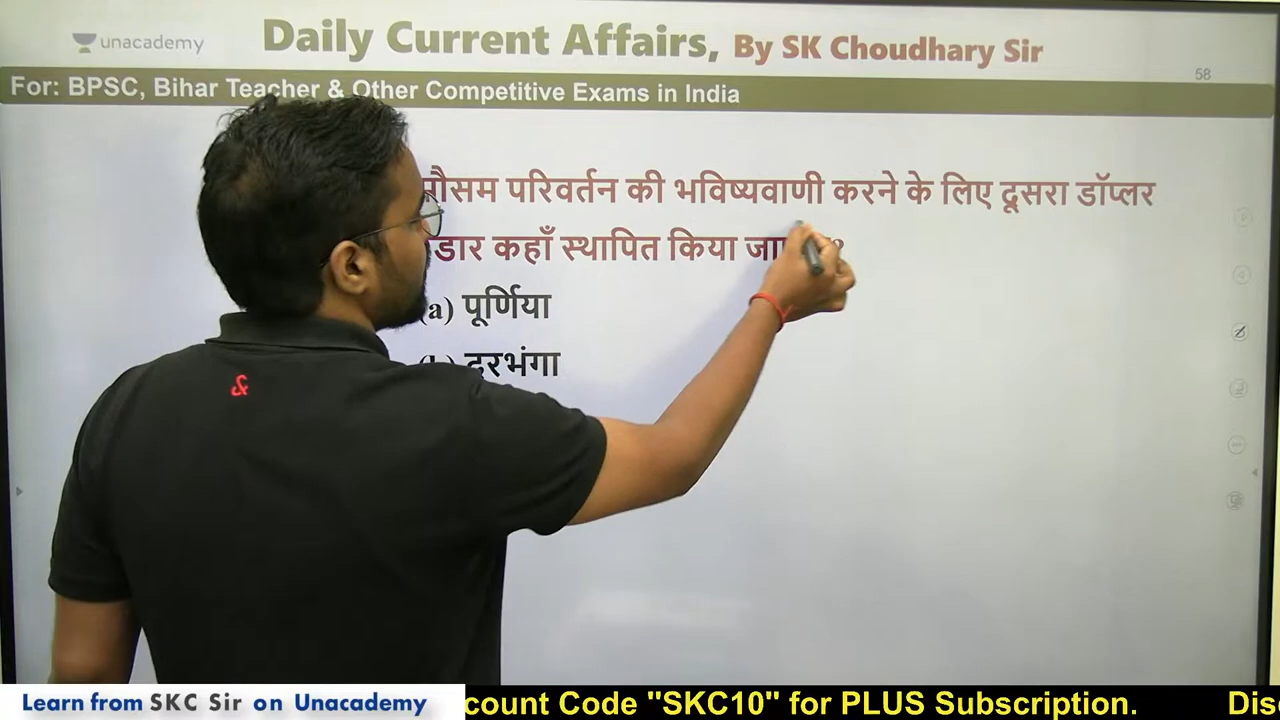 unacademy
Daily Current Affairs, By SK Choudhary Sir
58
For: BPSC, Bihar Teacher & Other Competitive Exams in India
मौसम परिवर्तन की भविष्यवाणी करने के लिए दूसरा डॉप्लर
कहाँ स्थापित किया
(a) पूर्णिया
दरभंगा
Learn from SKC Sir on Unacademy
count Code "SKC10" for PLUS Subscription.